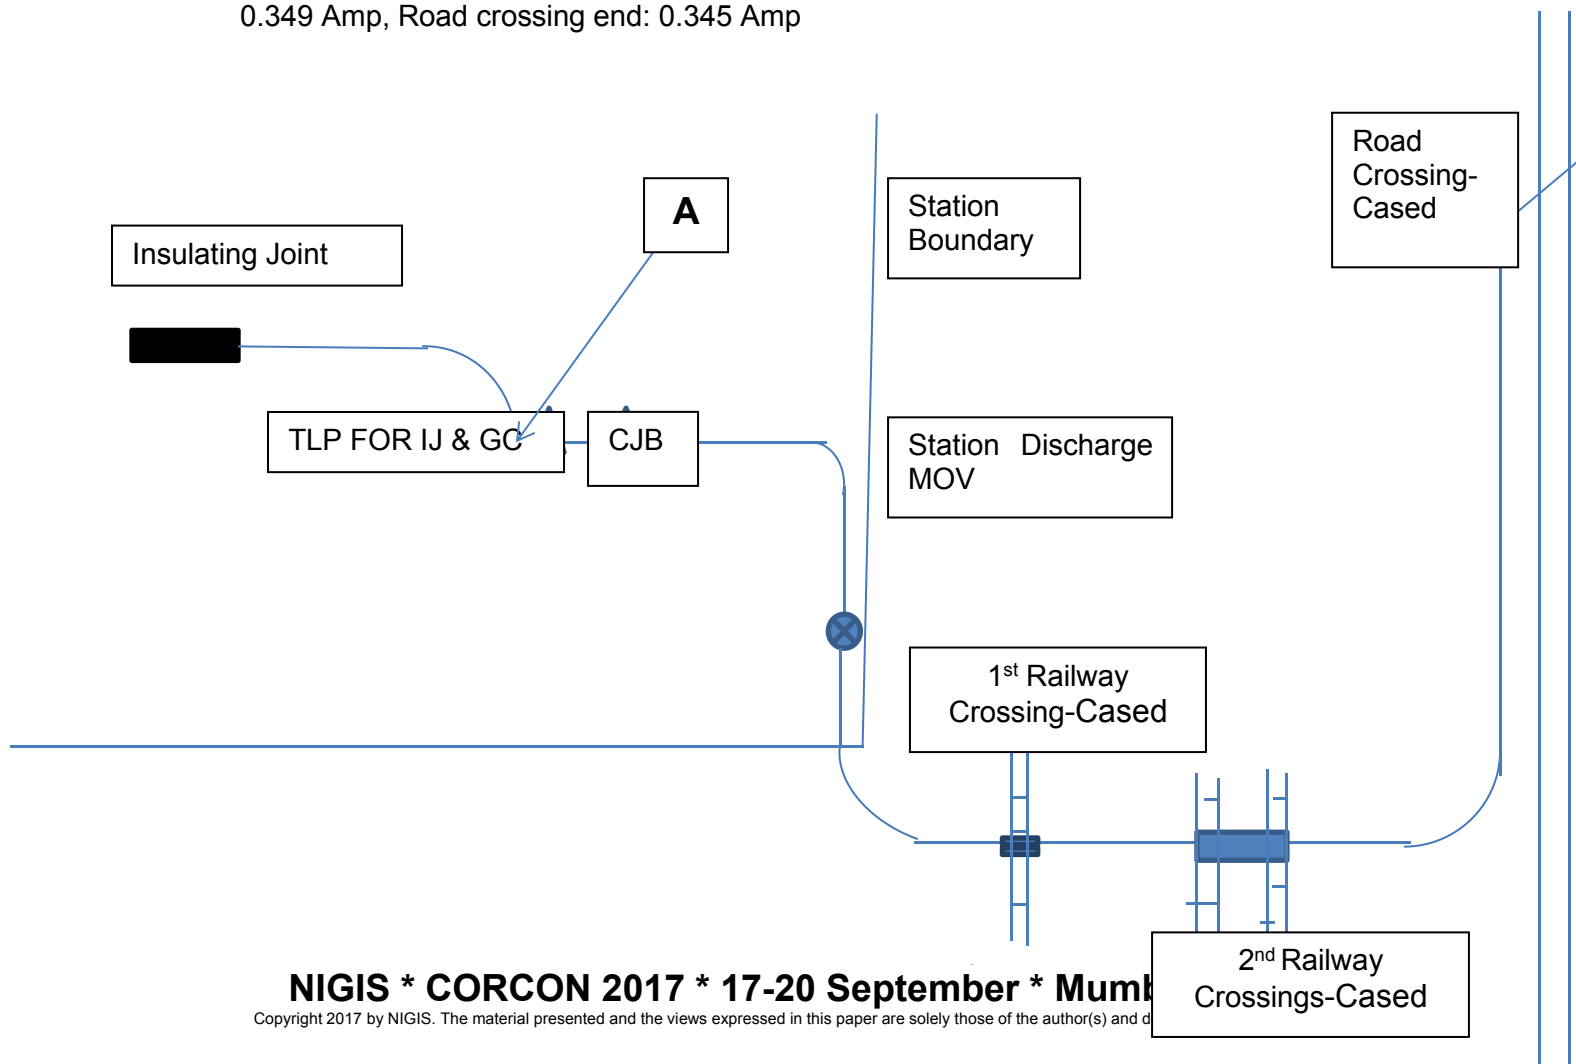 0.349 Amp, Road crossing end: 0.345 Amp
Road
Crossing-
Cased
A
Station
Boundary
Insulating Joint
TLP FOR IJ & GC
CJB
Station Discharge
MOV
1st Railway
Crossing-Cased
2nd Railway
Crossings-Cased
NIGIS * CORCON 2017 * 17-20 September *
Copyright 2017 by NIGIS. The material presented and the views expressed in this paper are solely those of the author(s) and